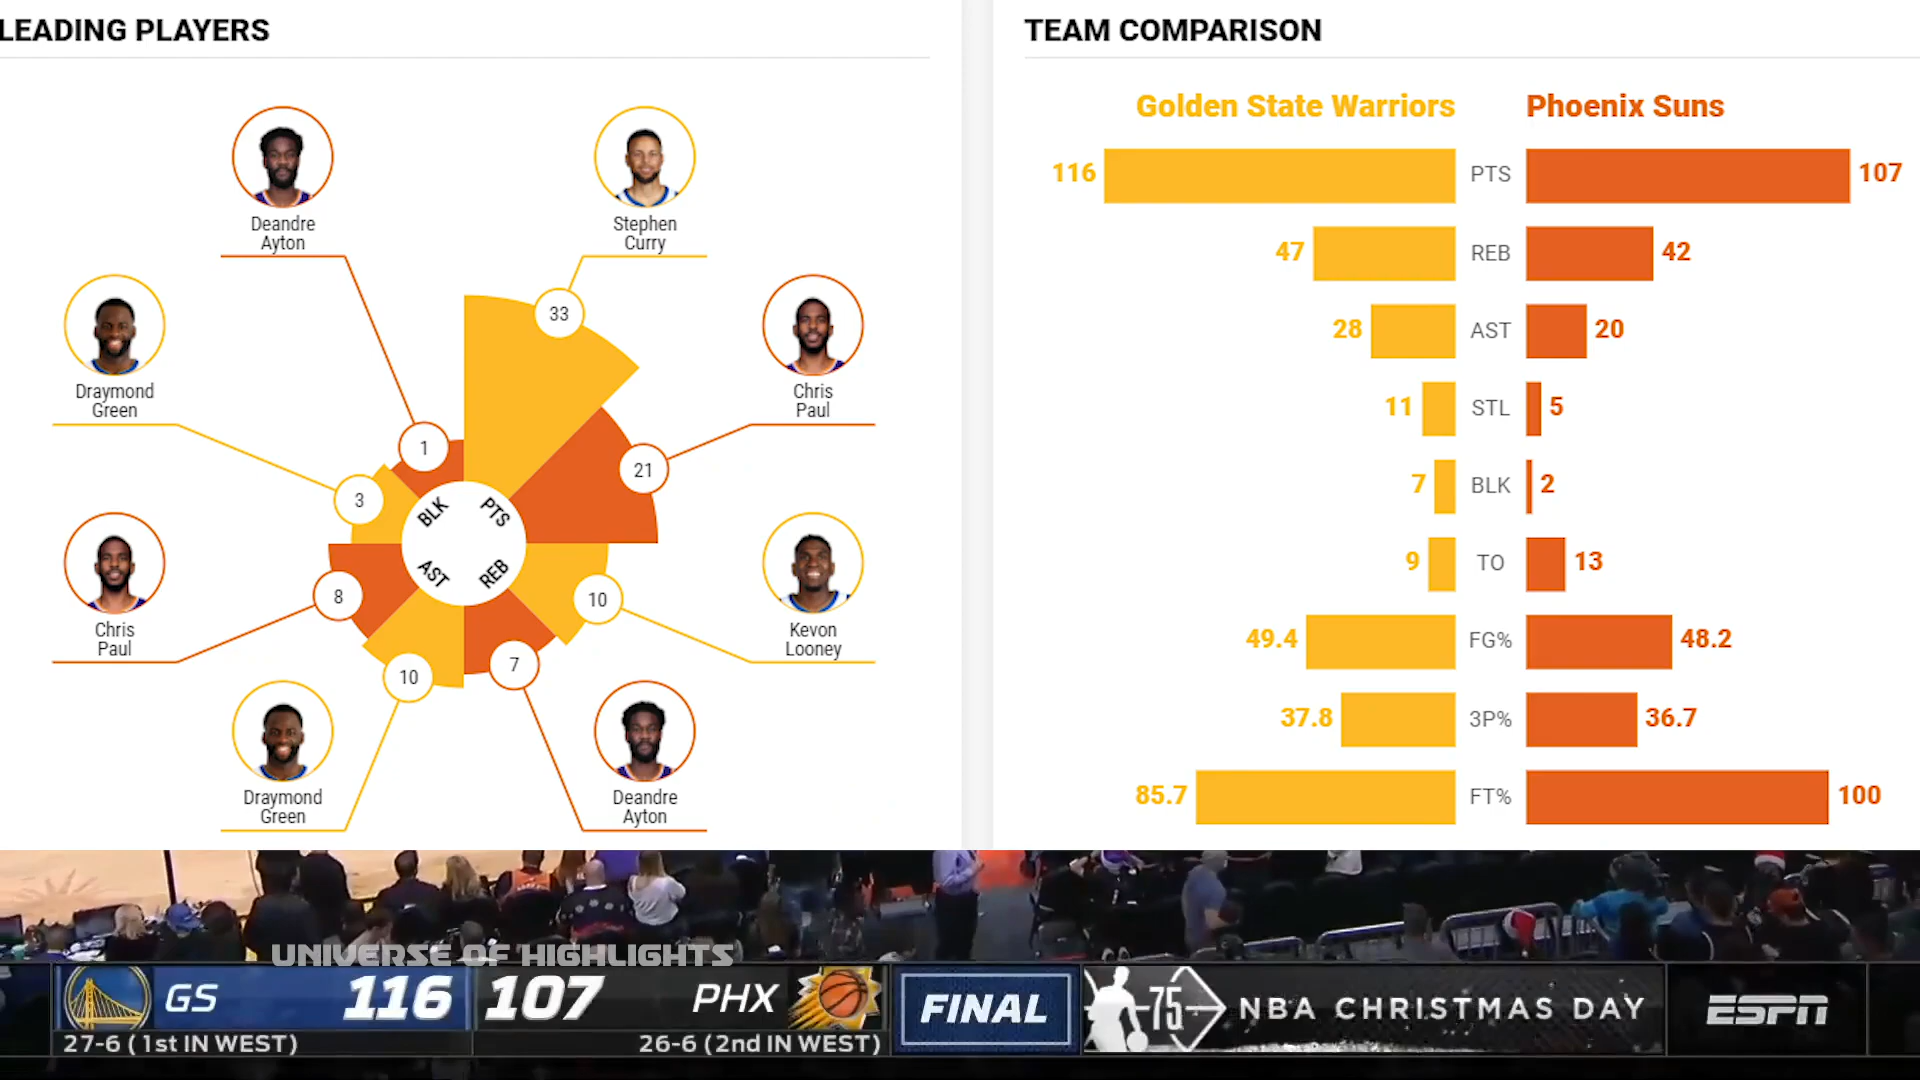 LEADING PLAYERS
Deandre
Ayton
Stephen
Curry
Draymond
Green
Chris
Paul
33
21
1
3
BLK
PTS
AST
REB
8
10
10
7
Chris
Paul
Kevon
Looney
Draymond
Green
Deandre
Ayton
TEAM COMPARISON
Golden State Warriors Phoenix Suns
116 PTS 107
47 REB 42
28 AST 20
11 STL 5
7 BLK 2
9 TO 13
49.4 FG% 48.2
37.8 3P% 36.7
85.7 FT% 100
UNIVERSE OF HIGHLIGHTS
GS 116 107 PHX FINAL 75 NBA CHRISTMAS DAY ESPN
27-6 (1st IN WEST) 26-6 (2nd IN WEST)